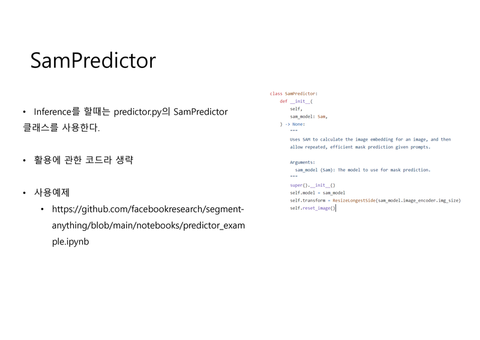 SamPredictor
• Inference를 할때는 predictor.py의 SamPredictor
클래스를 사용한다.
• 활용에 관한 코드라 생략
• 사용예제
• https://github.com/facebookresearch/segment-
anything/blob/main/notebooks/predictor_exam
ple.ipynb
class SamPredictor:
def __init__(
self,
sam_model: Sam,
) -> None:
"""
Uses SAM to calculate the image embedding for an image, and then
allow repeated, efficient mask prediction given prompts.
Arguments:
sam_model (Sam): The model to use for mask prediction.
"""
super().__init__()
self.model = sam_model
self.transform = ResizeLongestSide(sam_model.image_encoder.img_size)
self.reset_image()